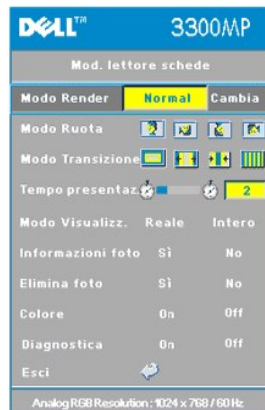 DELL™ 3300MP
Mod. lettore schede
Modo Render Normal Cambia
Modo Ruota
Modo Transizione
Tempo presentaz. 2
Modo Visualizz. Reale Intero
Informazioni foto Sì No
Elimina foto Sì No
Colore On Off
Diagnostica On Off
Esci
Analog RGB Resolution : 1024 x 768 / 60 Hz